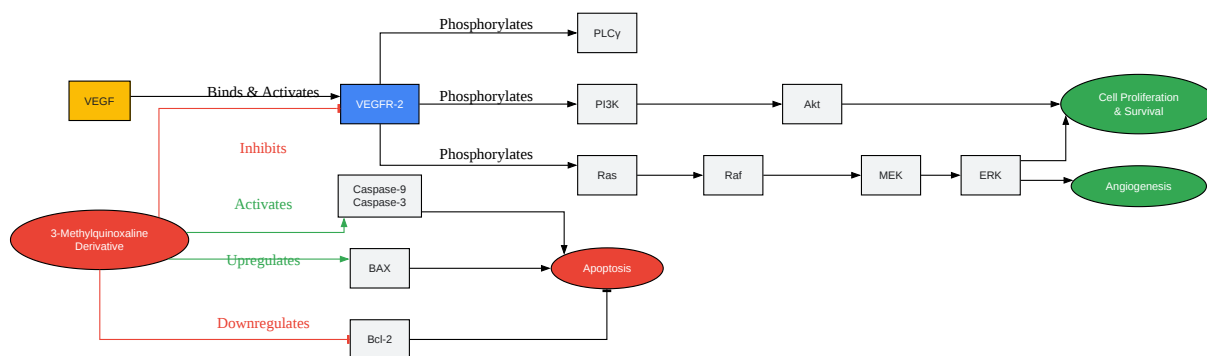 Phosphorylates
PLCγ
VEGF
Binds & Activates
VEGFR-2
Phosphorylates
PI3K
Akt
Cell Proliferation
& Survival
Inhibits
Phosphorylates
Ras
Raf
MEK
ERK
Angiogenesis
Caspase-9
Caspase-3
Activates
3-Methylquinoxaline
Derivative
Upregulates
BAX
Apoptosis
Downregulates
Bcl-2